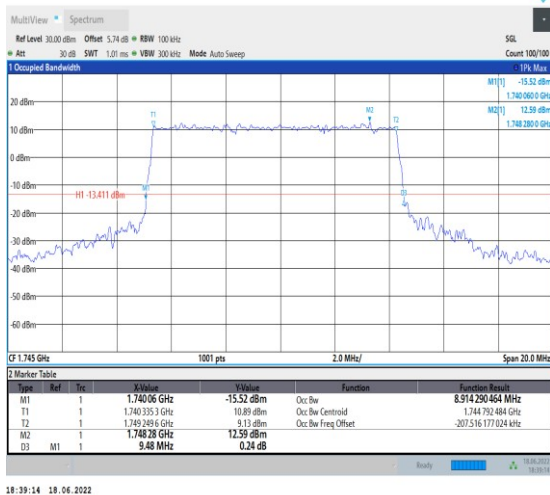 MultiView Spectrum
Ref Level 30.00 dBm Offset 5.74 dB RBW 100 kHz SGL
Att 30 dB SWT 1.01 ms VBW 300 kHz Mode Auto Sweep Count 100/100
1 Occupied Bandwidth 1Pk Max
M1[1] -15.52 dBm
1.740 060 0 GHz
M2[1] 12.59 dBm
1.748 280 0 GHz
20 dBm
T1 M2 T2
10 dBm
0 dBm
-10 dBm
M1 D3
H1 -13.411 dBm
-20 dBm
-30 dBm
-40 dBm
-50 dBm
-60 dBm
CF 1.745 GHz 1001 pts 2.0 MHz/ Span 20.0 MHz
2 Marker Table
Type Ref Trc X-Value Y-Value Function Function Result
M1 1 1.740 06 GHz -15.52 dBm Occ Bw 8.914 290 464 MHz
T1 1 1.740 335 3 GHz 10.89 dBm Occ Bw Centroid 1.744 792 484 GHz
T2 1 1.749 249 6 GHz 9.13 dBm Occ Bw Freq Offset -207.516 177 024 kHz
M2 1 1.748 28 GHz 12.59 dBm
D3 M1 1 9.48 MHz 0.24 dB
Ready 18.06.2022
18:39:14
18:39:14 18.06.2022